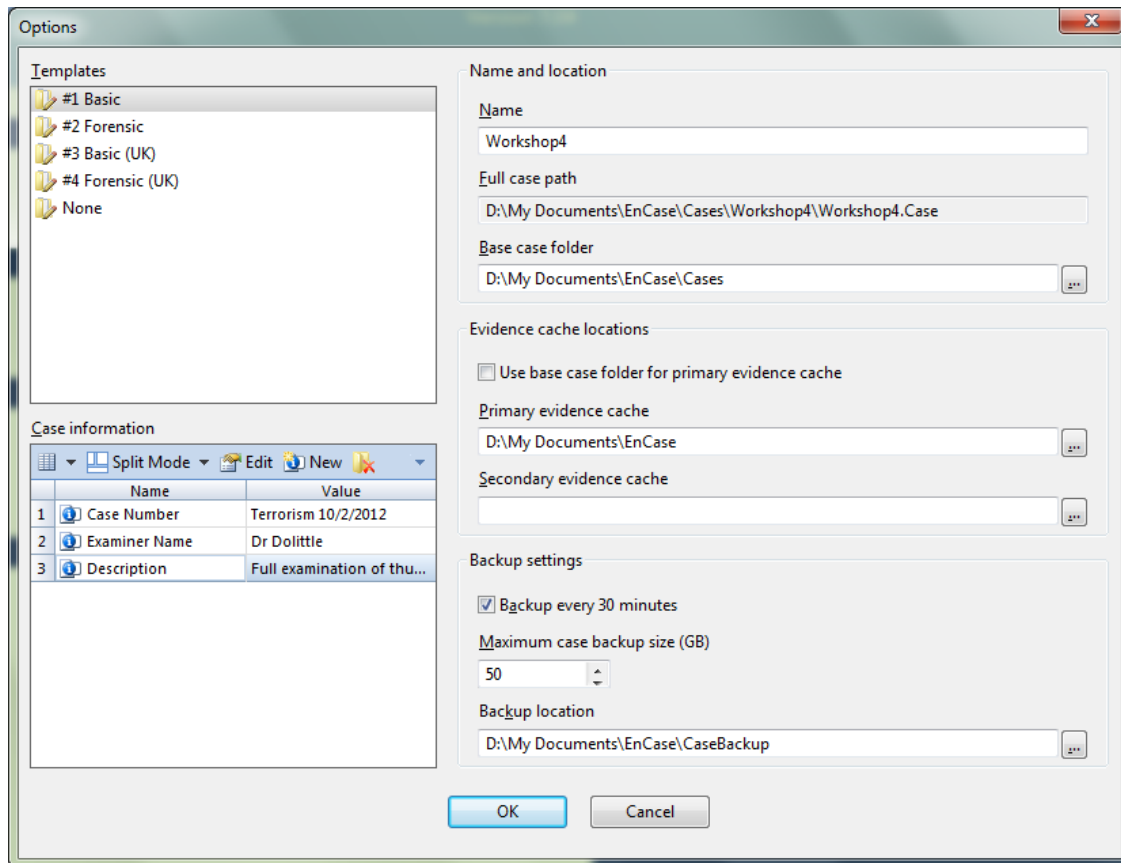 Options
Templates
#1 Basic
#2 Forensic
#3 Basic (UK)
#4 Forensic (UK)
None
Case information
Split Mode Edit New
Name Value
1 Case Number Terrorism 10/2/2012
2 Examiner Name Dr Dolittle
3 Description Full examination of thu...
Name and location
Name
Workshop4
Full case path
D:\My Documents\EnCase\Cases\Workshop4\Workshop4.Case
Base case folder
D:\My Documents\EnCase\Cases
...
Evidence cache locations
Use base case folder for primary evidence cache
Primary evidence cache
D:\My Documents\EnCase
...
Secondary evidence cache
...
Backup settings
Backup every 30 minutes
Maximum case backup size (GB)
50
Backup location
D:\My Documents\EnCase\CaseBackup
...
OK Cancel